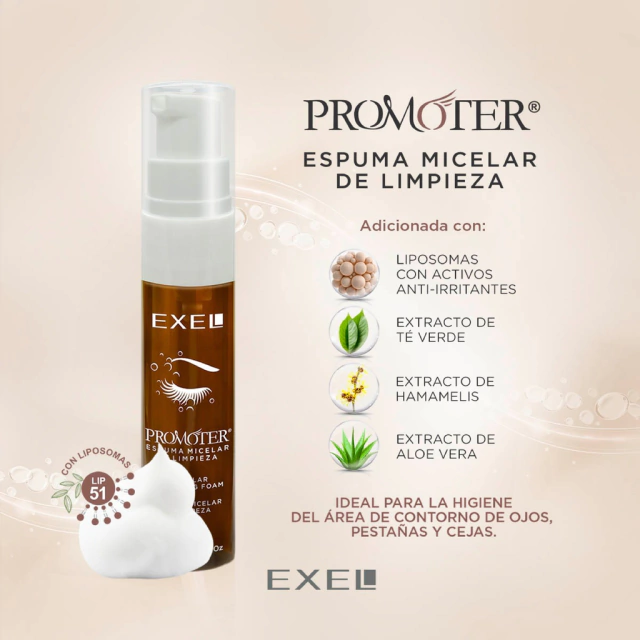 PROMOTER®
ESPUMA MICELAR
DE LIMPIEZA
Adicionada con:
LIPOSOMAS
CON ACTIVOS
ANTI-IRRITANTES
EXTRACTO DE
TÉ VERDE
EXTRACTO DE
HAMAMELIS
EXTRACTO DE
ALOE VERA
IDEAL PARA LA HIGIENE
DEL ÁREA DE CONTORNO DE OJOS,
PESTAÑAS Y CEJAS.
EXEL
EXEL
PROMOTER®
ESPUMA MICELAR
LIMPIEZA
FOAM
CON LIPOSOMAS
LIP
51